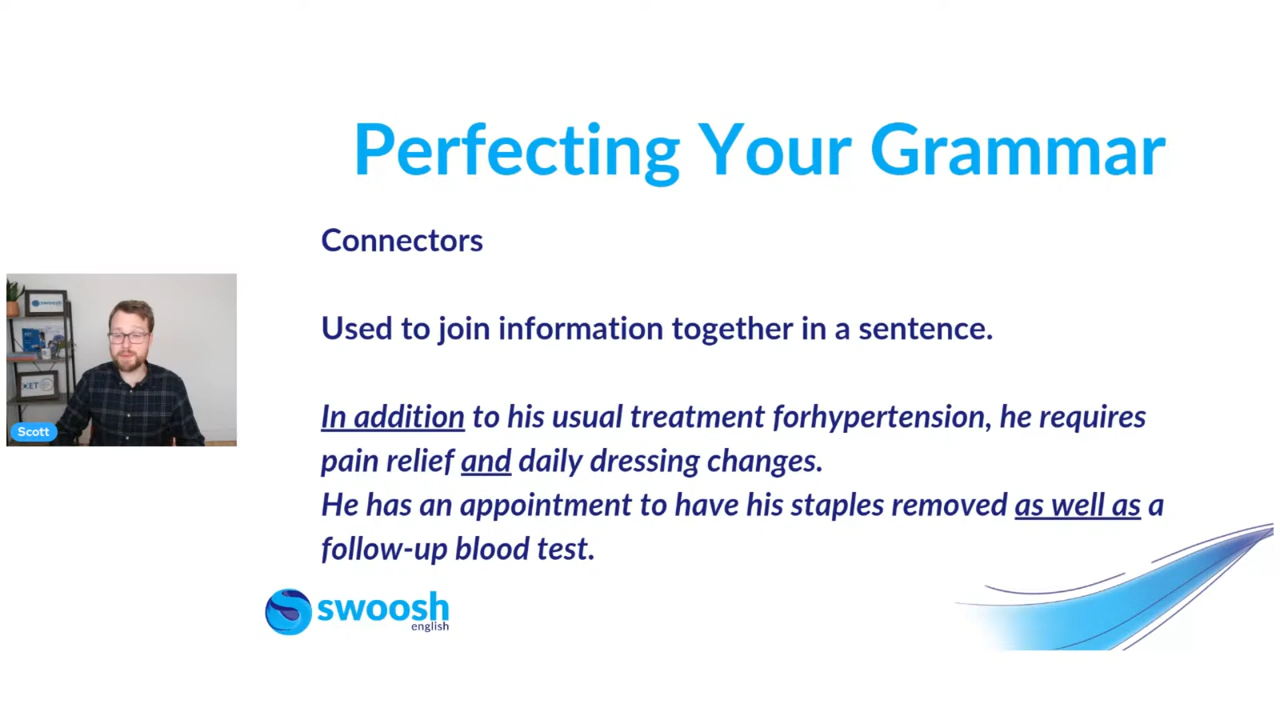 Perfecting Your Grammar
Connectors
Used to join information together in a sentence.
In addition to his usual treatment forhypertension, he requires
pain relief and daily dressing changes.
He has an appointment to have his staples removed as well as a
follow-up blood test.
swoosh
OET
Scott
swoosh
english